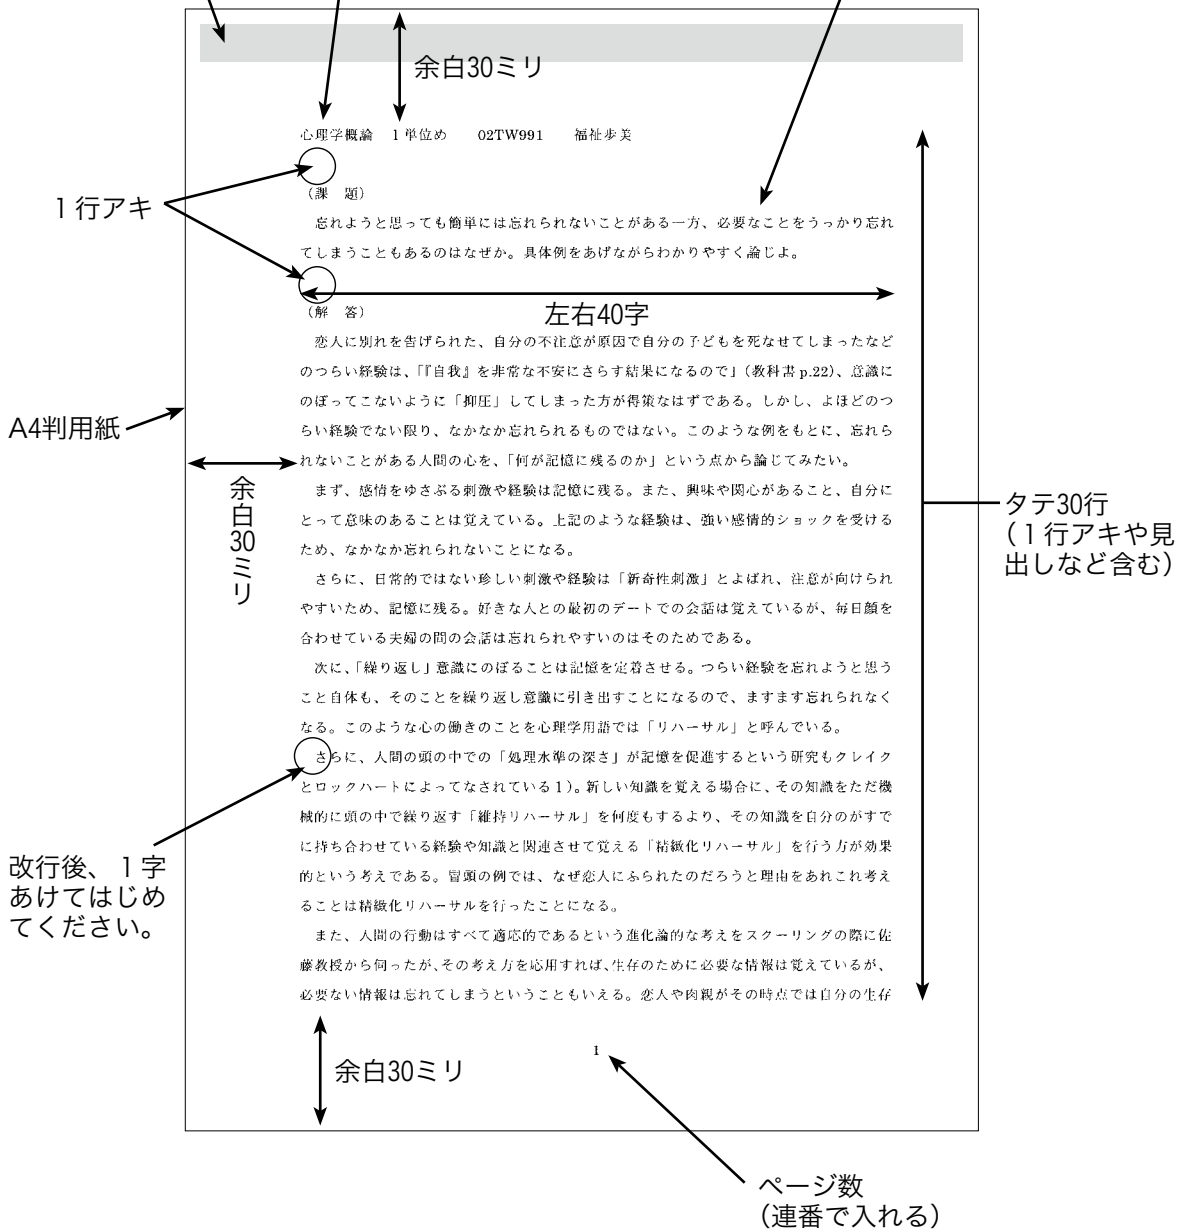 余白30ミリ
心理学概論　1単位め　02TW991　福祉歩美
1行アキ
（課　題）
忘れようと思っても簡単には忘れられないことがある一方、必要なことをうっかり忘れ
てしまうこともあるのはなぜか。具体例をあげながらわかりやすく論じよ。
左右40字
（解　答）
恋人に別れを告げられた、自分の不注意が原因で自分の子どもを死なせてしまったなど
のつらい経験は、「『自我』を非常な不安にさらす結果になるので」（教科書 p.22）、意識に
のぼってこないように「抑圧」してしまった方が得策なはずである。しかし、よほどのつ
らい経験でない限り、なかなか忘れられるものではない。このような例をもとに、忘れら
れないことがある人間の心を、「何が記憶に残るのか」という点から論じてみたい。
A4判用紙
余白30ミリ
まず、感情をゆさぶる刺激や経験は記憶に残る。また、興味や関心があること、自分に
とって意味のあることは覚えている。上記のような経験は、強い感情的ショックを受ける
ため、なかなか忘れられないことになる。
タテ30行
（1行アキや見
出しなど含む）
さらに、日常的ではない珍しい刺激や経験は「新奇性刺激」とよばれ、注意が向けられ
やすいため、記憶に残る。好きな人との最初のデートでの会話は覚えているが、毎日顔を
合わせている夫婦の間の会話は忘れられやすいのはそのためである。
次に、「繰り返し」意識にのぼることは記憶を定着させる。つらい経験を忘れようと思う
こと自体も、そのことを繰り返し意識に引き出すことになるので、ますます忘れられなく
なる。このような心の働きのことを心理学用語では「リハーサル」と呼んでいる。
さらに、人間の頭の中での「処理水準の深さ」が記憶を促進するという研究もクレイク
とロックハートによってなされている1）。新しい知識を覚える場合に、その知識をただ機
械的に頭の中で繰り返す「維持リハーサル」を何度もするより、その知識を自分のがすで
に持ち合わせている経験や知識と関連させて覚える「精緻化リハーサル」を行う方が効果
的という考えである。冒頭の例では、なぜ恋人にふられたのだろうと理由をあれこれ考え
ることは精緻化リハーサルを行ったことになる。
改行後、1字
あけてはじめ
てください。
また、人間の行動はすべて適応的であるという進化論的な考えをスクーリングの際に佐
藤教授から伺ったが、その考え方を応用すれば、生存のために必要な情報は覚えているが、
必要ない情報は忘れてしまうということもいえる。恋人や肉親がその時点では自分の生存
1
余白30ミリ
ページ数
（連番で入れる）